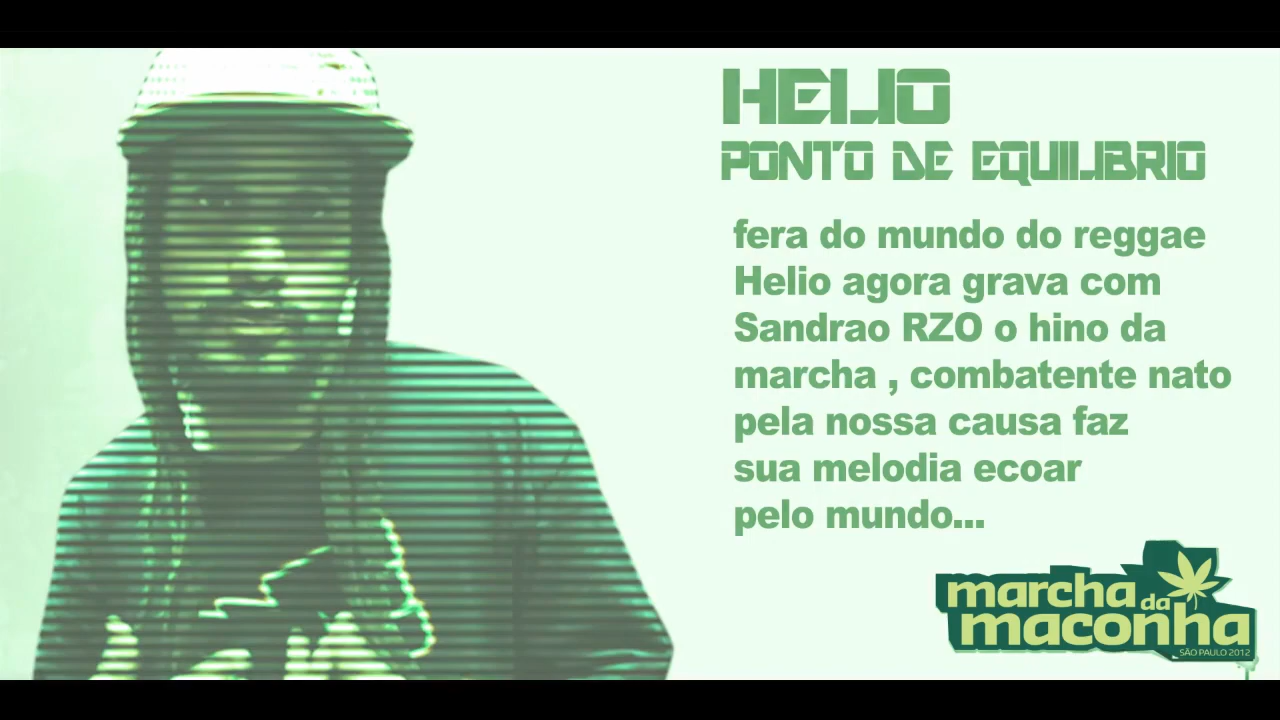 HELIO
PONTO DE EQUILIBRIO
fera do mundo do reggae
Helio agora grava com
Sandrao RZO o hino da
marcha , combatente nato
pela nossa causa faz
sua melodia ecoar
pelo mundo...
marcha da
maconha
SÃO PAULO 2012